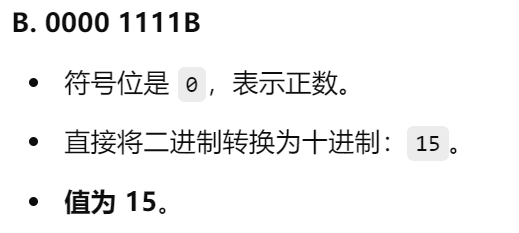 B. 0000 1111B
• 符号位是 0，表示正数。
• 直接将二进制转换为十进制：15。
• 值为 15。